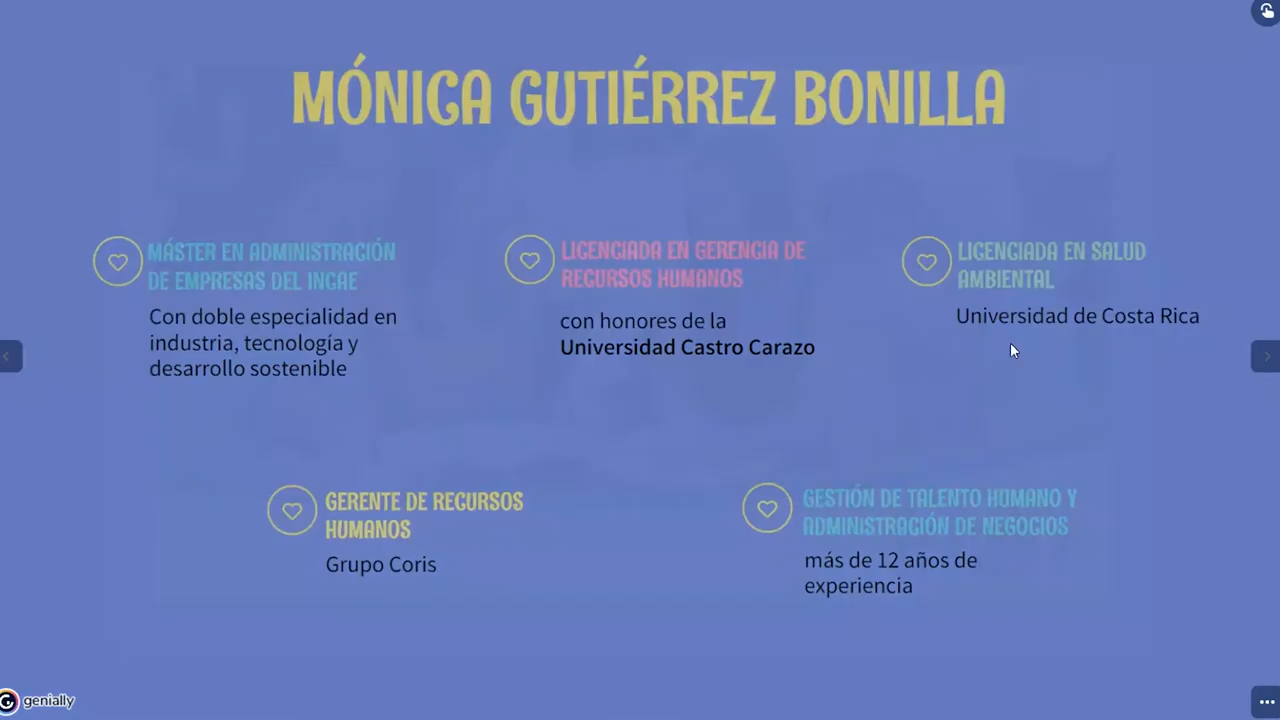 MÓNICA GUTIÉRREZ BONILLA
MÁSTER EN ADMINISTRACIÓN
DE EMPRESAS DEL INCAE
Con doble especialidad en
industria, tecnología y
desarrollo sostenible
LICENCIADA EN GERENCIA DE
RECURSOS HUMANOS
con honores de la
Universidad Castro Carazo
LICENCIADA EN SALUD
AMBIENTAL
Universidad de Costa Rica
GERENTE DE RECURSOS
HUMANOS
Grupo Coris
GESTIÓN DE TALENTO HUMANO Y
ADMINISTRACIÓN DE NEGOCIOS
más de 12 años de
experiencia
genially